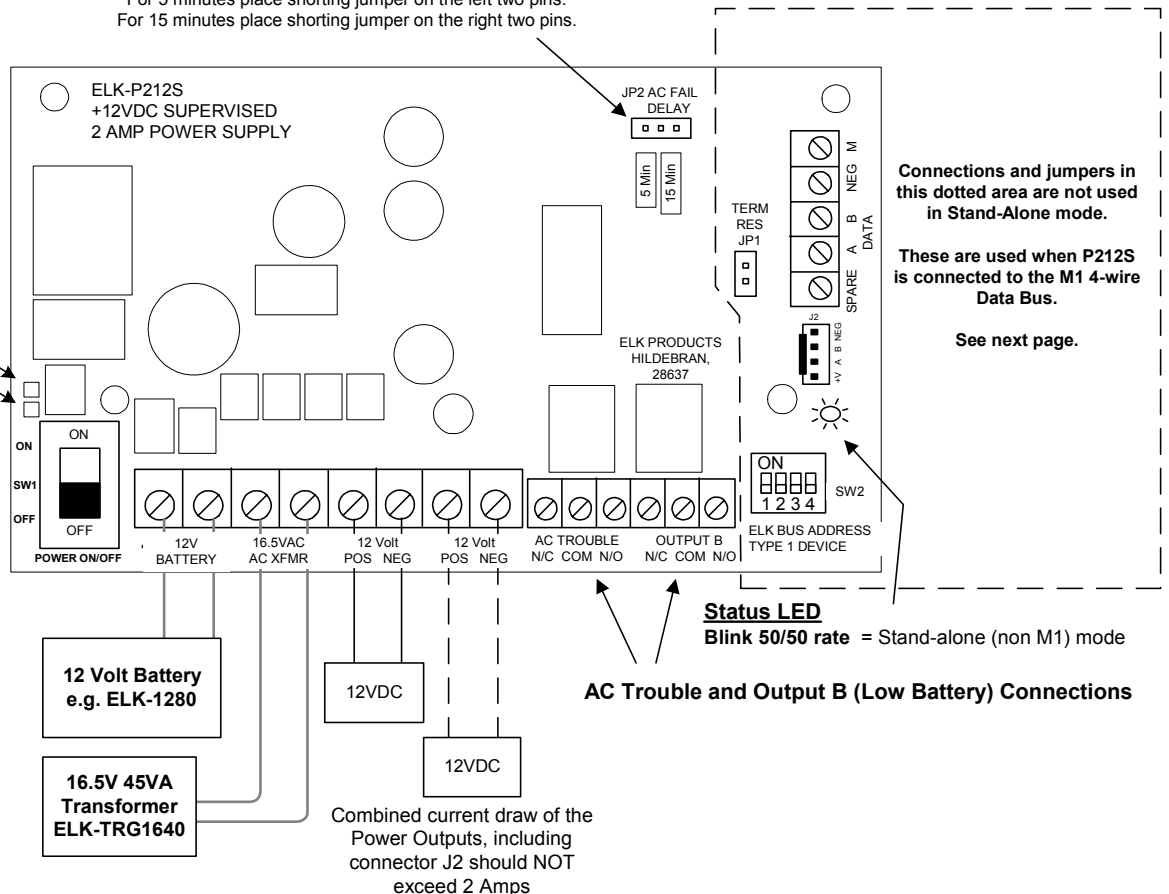 For 5 minutes place shorting jumper on the left two pins.
For 15 minutes place shorting jumper on the right two pins.
ELK-P212S
+12VDC SUPERVISED
2 AMP POWER SUPPLY
JP2 AC FAIL
DELAY
5 Min
15 Min
TERM
RES
JP1
M
NEG
B
A
SPARE
DATA
Connections and jumpers in
this dotted area are not used
in Stand-Alone mode.
These are used when P212S
is connected to the M1 4-wire
Data Bus.
See next page.
J2
+V A B NEG
ELK PRODUCTS
HILDEBRAN,
28637
ON
SW1
OFF
ON
OFF
POWER ON/OFF
12V
BATTERY
16.5VAC
AC XFMR
12 Volt
POS NEG
12 Volt
POS NEG
AC TROUBLE
N/C COM N/O
OUTPUT B
N/C COM N/O
ON
1 2 3 4
SW2
ELK BUS ADDRESS
TYPE 1 DEVICE
Status LED
Blink 50/50 rate = Stand-alone (non M1) mode
AC Trouble and Output B (Low Battery) Connections
12 Volt Battery
e.g. ELK-1280
16.5V 45VA
Transformer
ELK-TRG1640
12VDC
12VDC
Combined current draw of the
Power Outputs, including
connector J2 should NOT
exceed 2 Amps